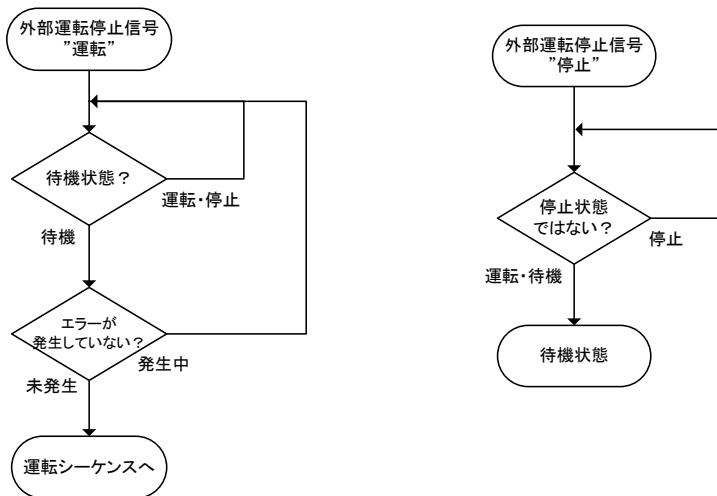 外部運転停止信号
”運転”
待機状態？
運転・停止
待機
エラーが
発生していない？
発生中
未発生
運転シーケンスへ
外部運転停止信号
”停止”
停止状態
ではない？
停止
運転・待機
待機状態